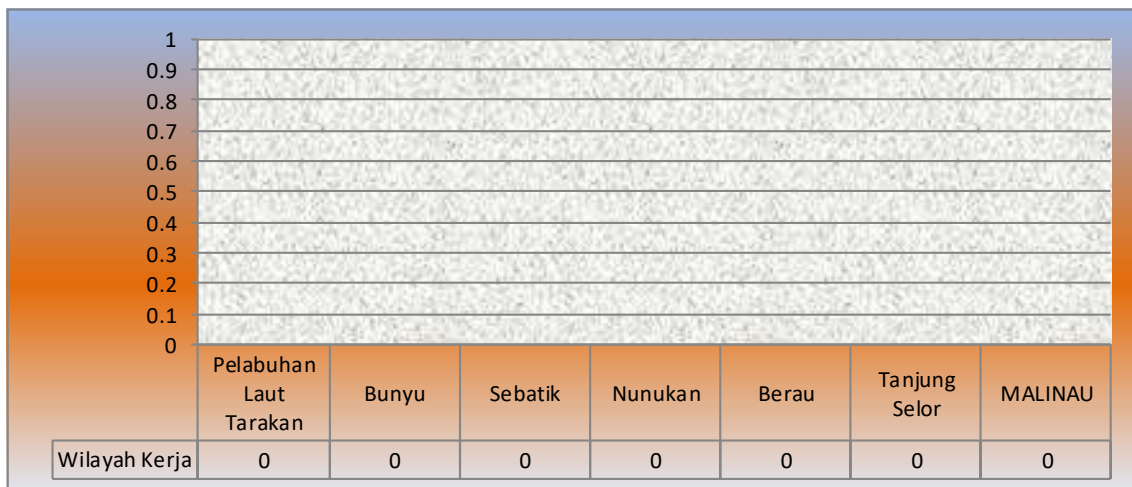 1
0.9
0.8
0.7
0.6
0.5
0.4
0.3
0.2
0.1
0
Pelabuhan
Laut
Tarakan
Bunyu
Sebatik
Nunukan
Berau
Tanjung
Selor
MALINAU
Wilayah Kerja 0 0 0 0 0 0 0